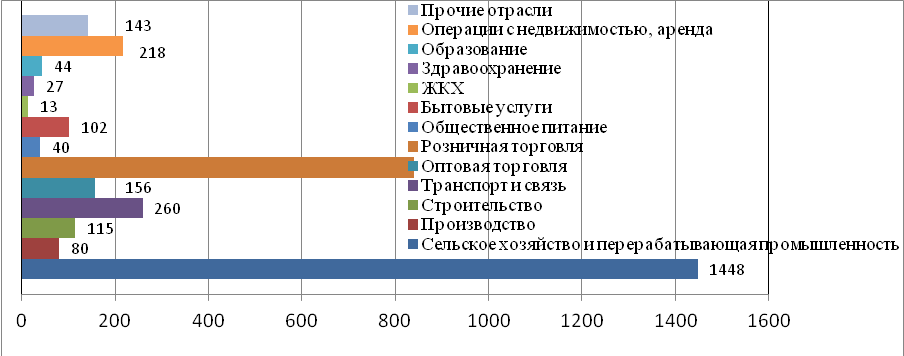 143
218
44
27
13
102
40
156
260
115
80
1448
Прочие отрасли
Операции с недвижимостью, аренда
Образование
Здравоохранение
ЖКХ
Бытовые услуги
Общественное питание
Розничная торговля
Оптовая торговля
Транспорт и связь
Строительство
Производство
Сельское хозяйство и перерабатывающая промышленность
0 200 400 600 800 1000 1200 1400 1600